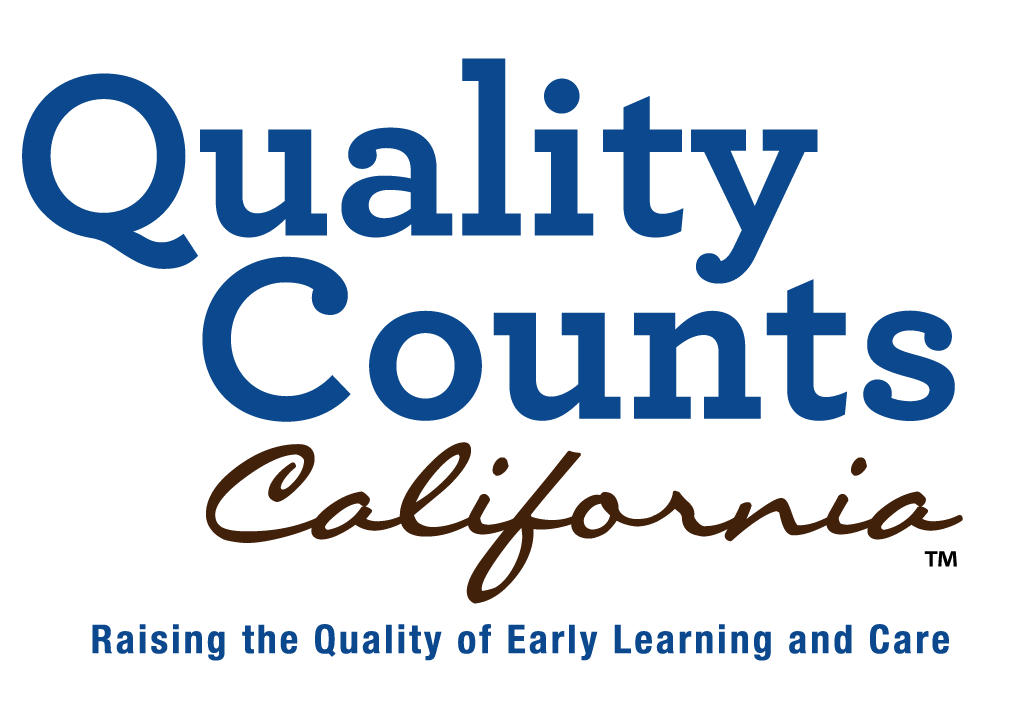 Quality
Counts
California
™
Raising the Quality of Early Learning and Care